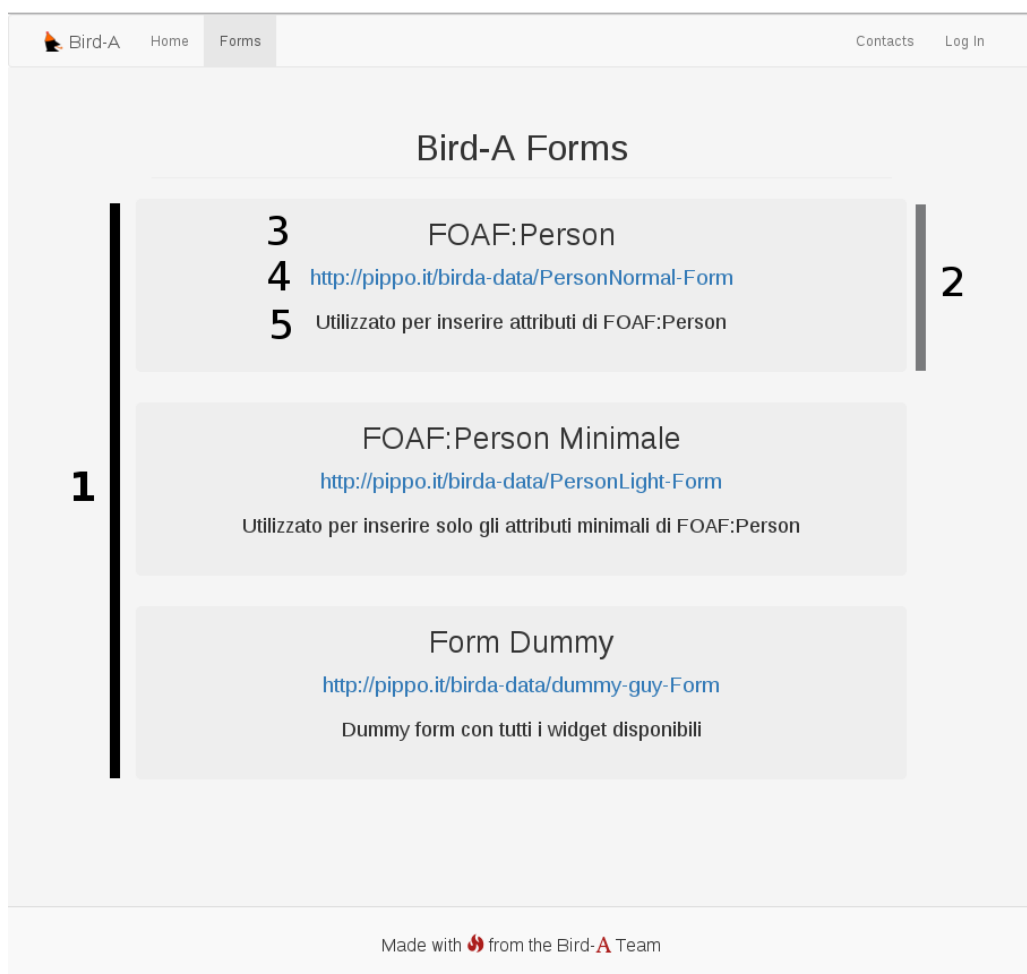 Bird-A Home Forms Contacts Log In
Bird-A Forms
3 FOAF:Person
4 http://pippo.it/birda-data/PersonNormal-Form 2
5 Utilizzato per inserire attributi di FOAF:Person
FOAF:Person Minimale
1 http://pippo.it/birda-data/PersonLight-Form
Utilizzato per inserire solo gli attributi minimali di FOAF:Person
Form Dummy
http://pippo.it/birda-data/dummy-guy-Form
Dummy form con tutti i widget disponibili
Made with from the Bird-A Team